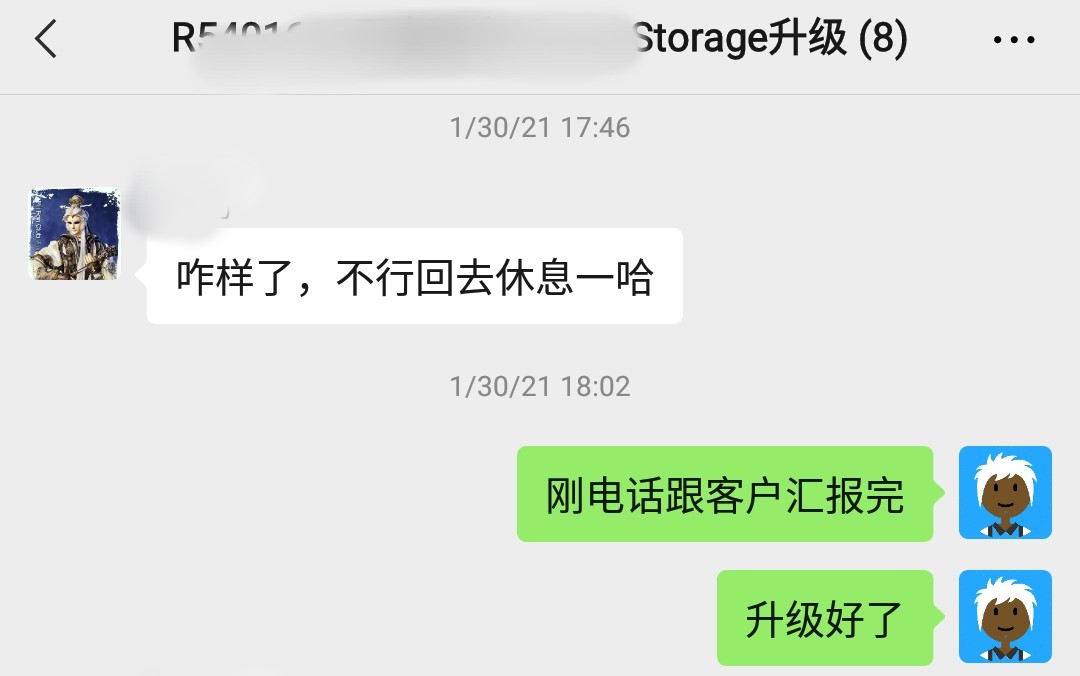 Storage升级 (8)
1/30/21 17:46
咋样了，不行回去休息一哈
1/30/21 18:02
刚电话跟客户汇报完
升级好了